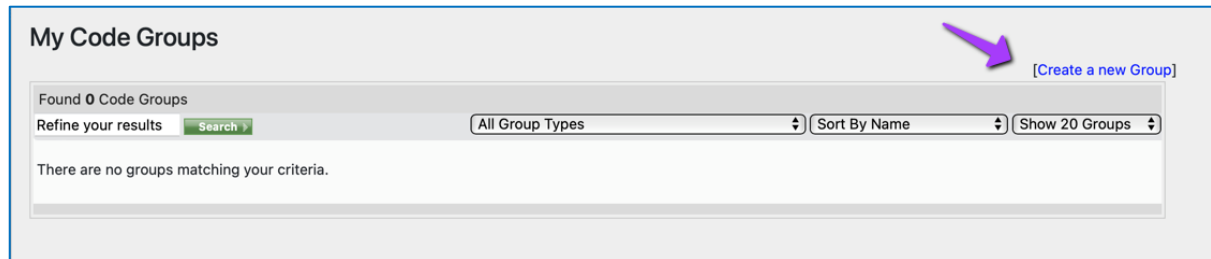 My Code Groups
[Create a new Group]
Found 0 Code Groups
Refine your results Search All Group Types Sort By Name Show 20 Groups
There are no groups matching your criteria.